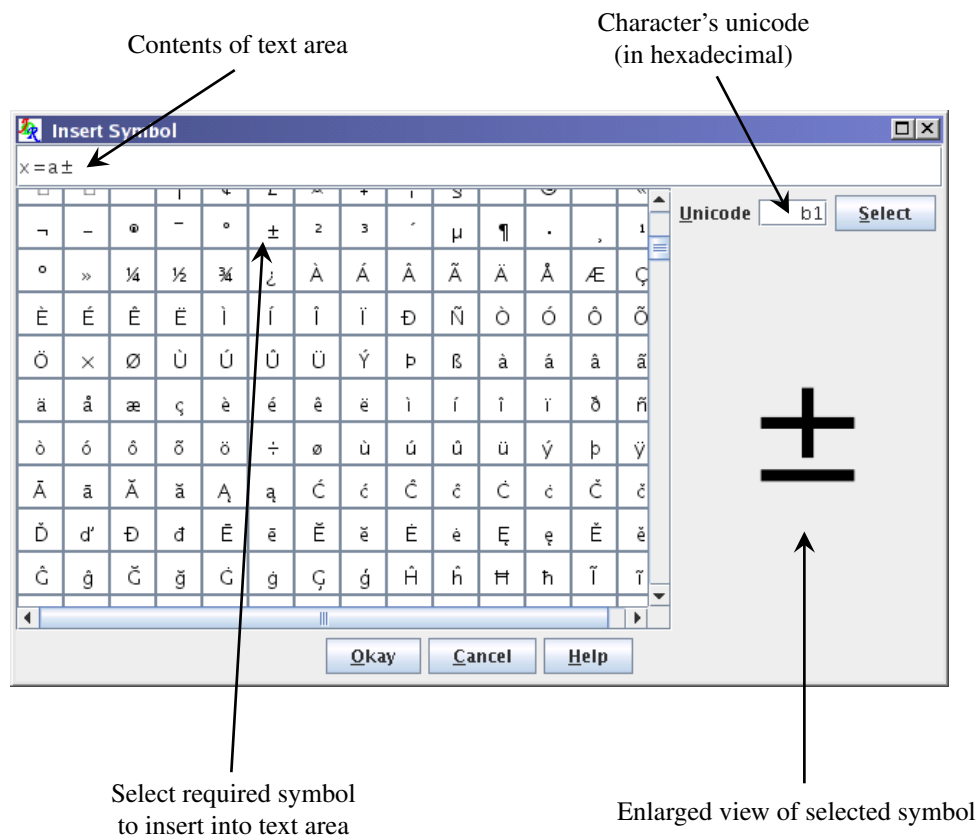 Character's unicode
(in hexadecimal)
Contents of text area
Insert Symbol
x=a±
Unicode b1 Select
¬ - ® ¯ ° ± ² ³ ´ µ ¶ · ¸ ¹
º » ¼ ½ ¾ ¿ À Á Â Ã Ä Å Æ Ç
È É Ê Ë Ì Í Î Ï Ð Ñ Ò Ó Ô Õ
Ö × Ø Ù Ú Û Ü Ý Þ ß à á â ã
ä å æ ç è é ê ë ì í î ï ð ñ
ò ó ô õ ö ÷ ø ù ú û ü ý þ ÿ
Ā ā Ă ă Ą ą Ć ć Ĉ ĉ Ċ ċ Č č
Ď ď Đ đ Ē ē Ĕ ĕ Ė ė Ę ę Ě ě
Ĝ ĝ Ğ ğ Ġ ġ Ģ ģ Ĥ ĥ Ħ ħ Ĩ ĩ
±
Okay Cancel Help
Select required symbol
to insert into text area
Enlarged view of selected symbol